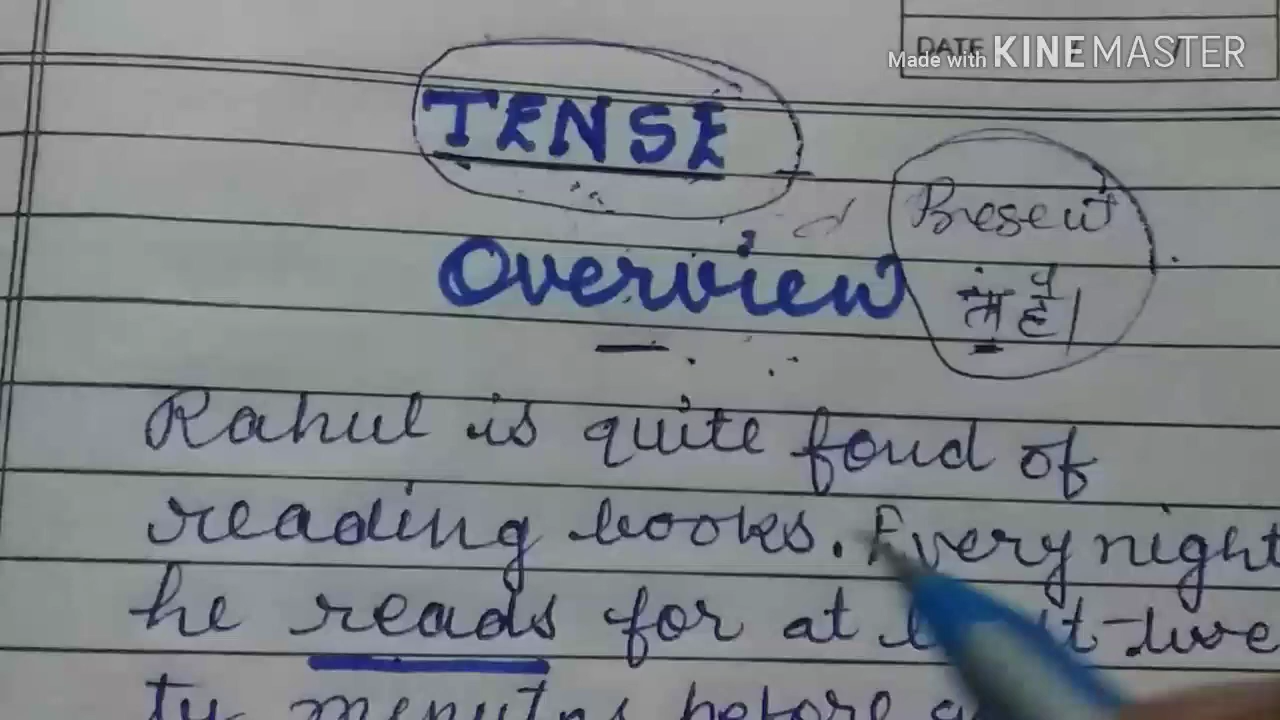 DATE
Made with KINEMASTER
TENSE
Present
Overview
Rahul is quite fond of
reading books. Every night
he reads for at